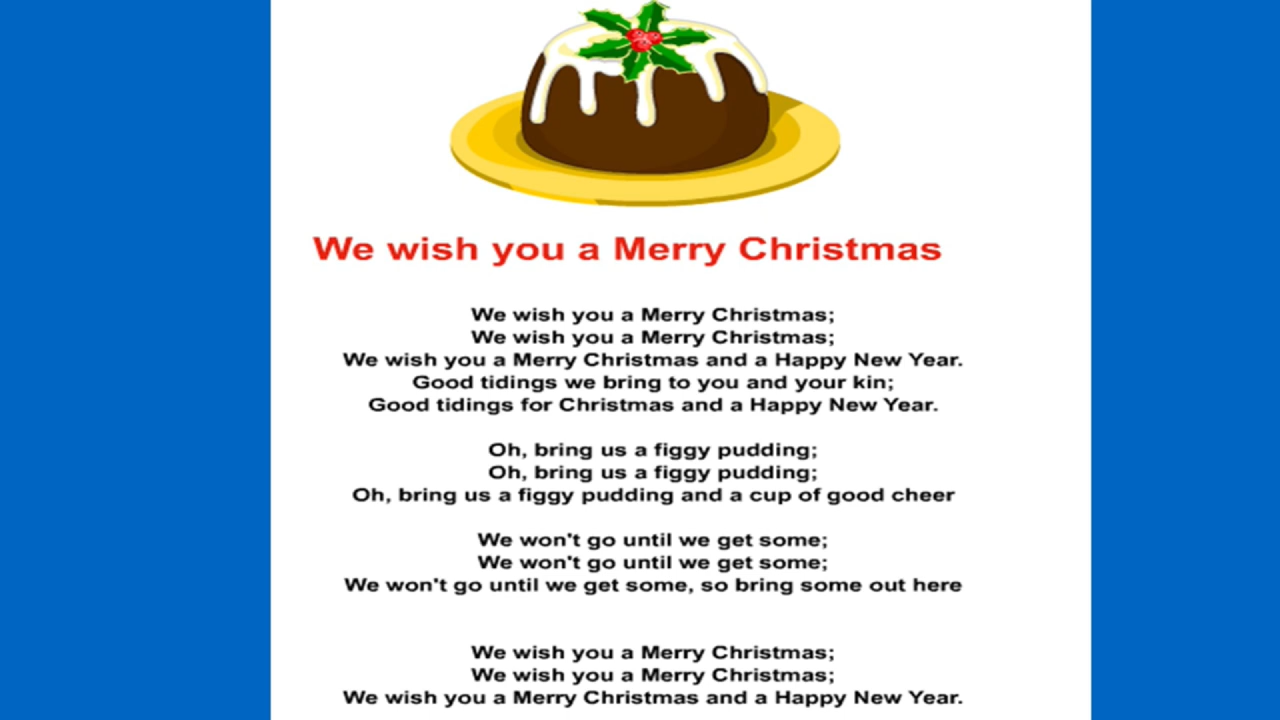 We wish you a Merry Christmas
We wish you a Merry Christmas;
We wish you a Merry Christmas;
We wish you a Merry Christmas and a Happy New Year.
Good tidings we bring to you and your kin;
Good tidings for Christmas and a Happy New Year.
Oh, bring us a figgy pudding;
Oh, bring us a figgy pudding;
Oh, bring us a figgy pudding and a cup of good cheer
We won't go until we get some;
We won't go until we get some;
We won't go until we get some, so bring some out here
We wish you a Merry Christmas;
We wish you a Merry Christmas;
We wish you a Merry Christmas and a Happy New Year.